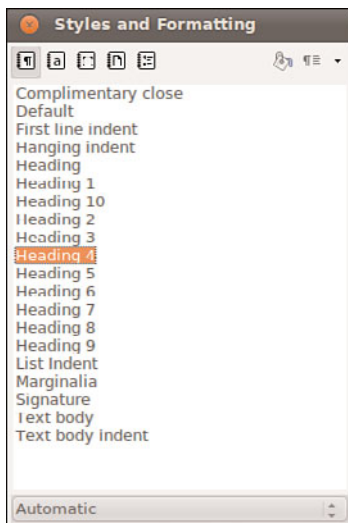 Styles and Formatting
Complimentary close
Default
First line indent
Hanging indent
Heading
Heading 1
Heading 10
Heading 2
Heading 3
Heading 4
Heading 5
Heading 6
Heading 7
Heading 8
Heading 9
List Indent
Marginalia
Signature
Text body
Text body indent
Automatic